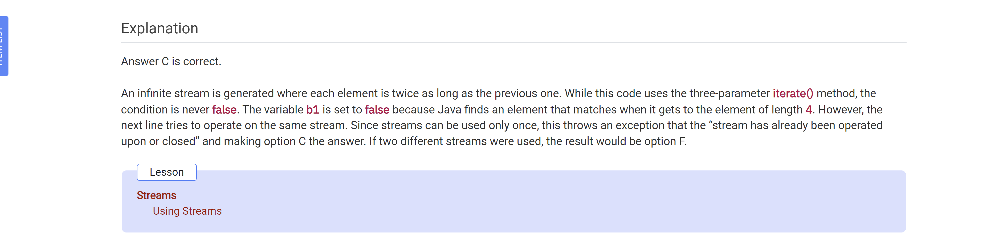 ITEM LIST
Explanation
Answer C is correct.
An infinite stream is generated where each element is twice as long as the previous one. While this code uses the three-parameter iterate() method, the
condition is never false. The variable b1 is set to false because Java finds an element that matches when it gets to the element of length 4. However, the
next line tries to operate on the same stream. Since streams can be used only once, this throws an exception that the “stream has already been operated
upon or closed” and making option C the answer. If two different streams were used, the result would be option F.
Lesson
Streams
Using Streams